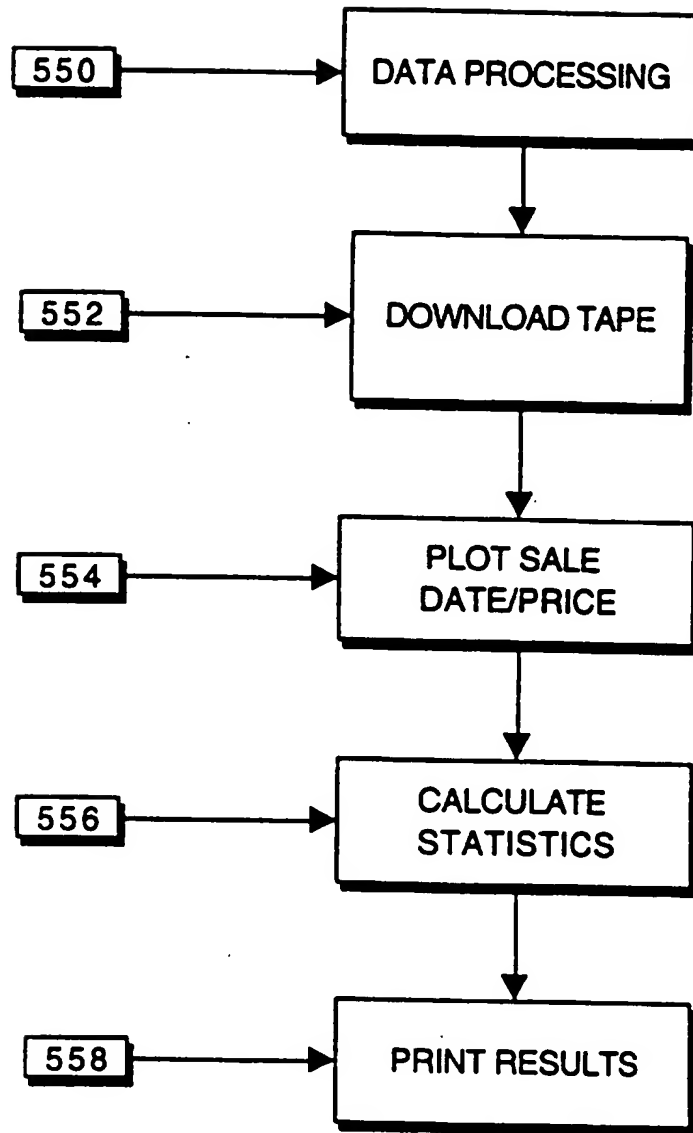 550
DATA PROCESSING
552
DOWNLOAD TAPE
554
PLOT SALE
DATE/PRICE
556
CALCULATE
STATISTICS
558
PRINT RESULTS